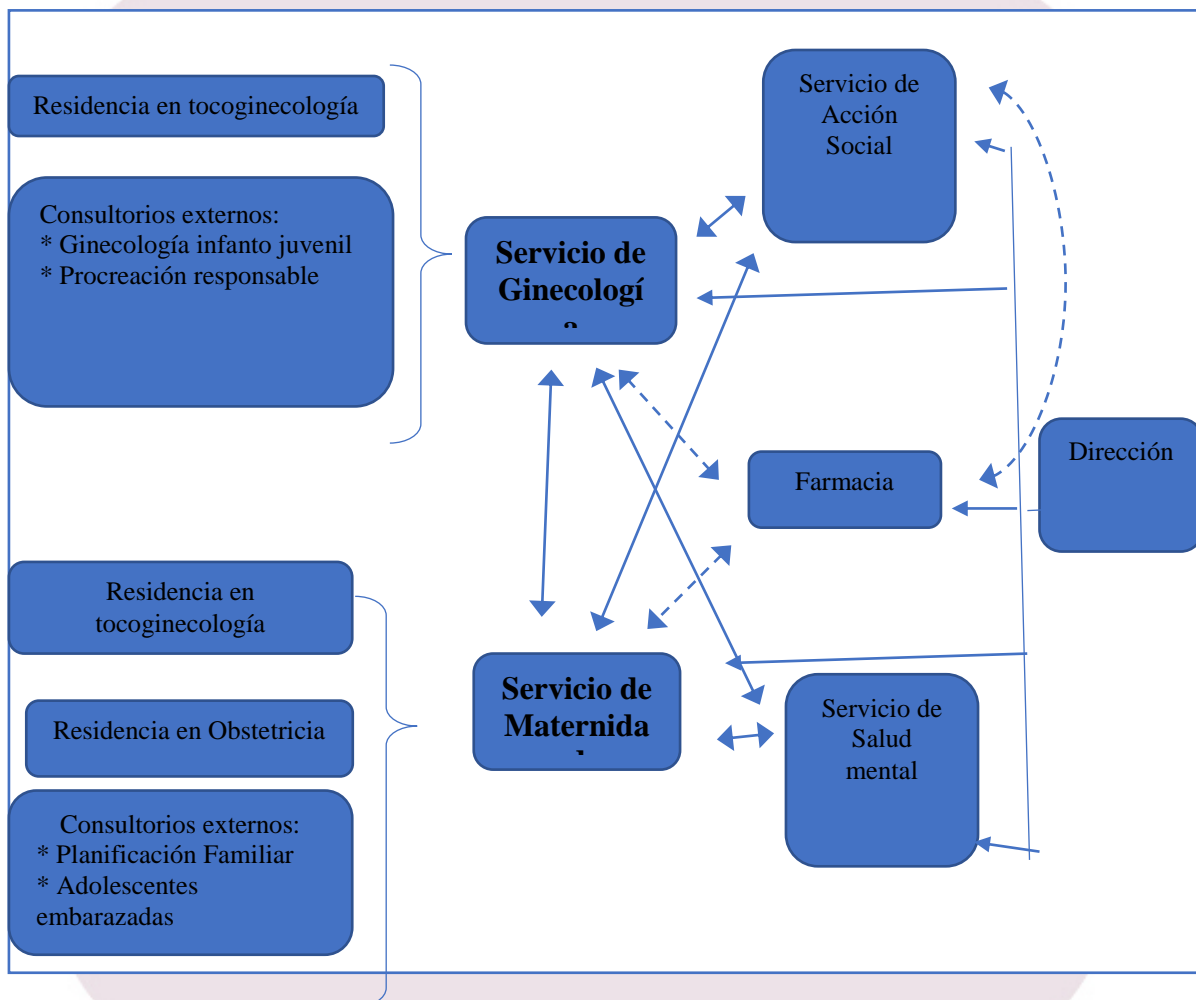 Residencia en tocoginecología
Consultorios externos:
* Ginecología infanto juvenil
* Procreación responsable
Servicio de
Ginecologí
a
Servicio de
Acción
Social
Farmacia
Dirección
Residencia en
tocoginecología
Residencia en Obstetricia
Consultorios externos:
* Planificación Familiar
* Adolescentes
embarazadas
Servicio de
Maternida
d
Servicio de
Salud
mental